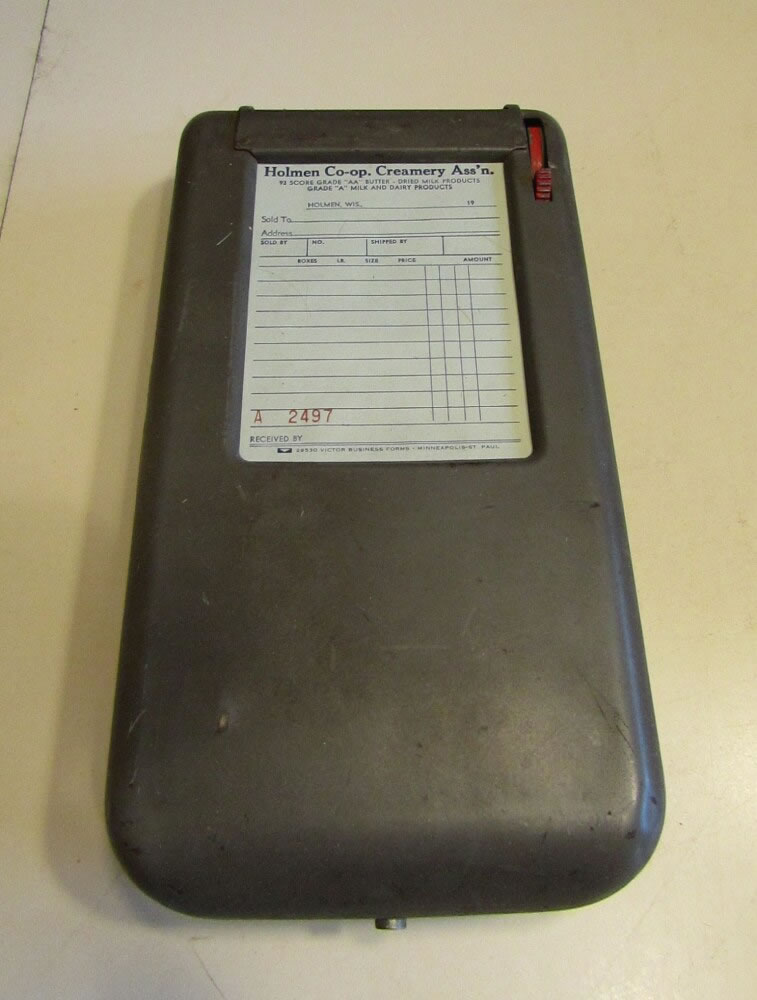 Holmen Co-op. Creamery Ass'n.
93 SCORE GRADE "AA" BUTTER - DRIED MILK PRODUCTS
GRADE "A" MILK AND DAIRY PRODUCTS
HOLMEN, WIS., 19
Sold To
Address
SOLD BY NO. SHIPPED BY
BOXES LB. SIZE PRICE AMOUNT
A 2497
RECEIVED BY
VICTOR BUSINESS FORMS - MINNEAPOLIS-ST. PAUL